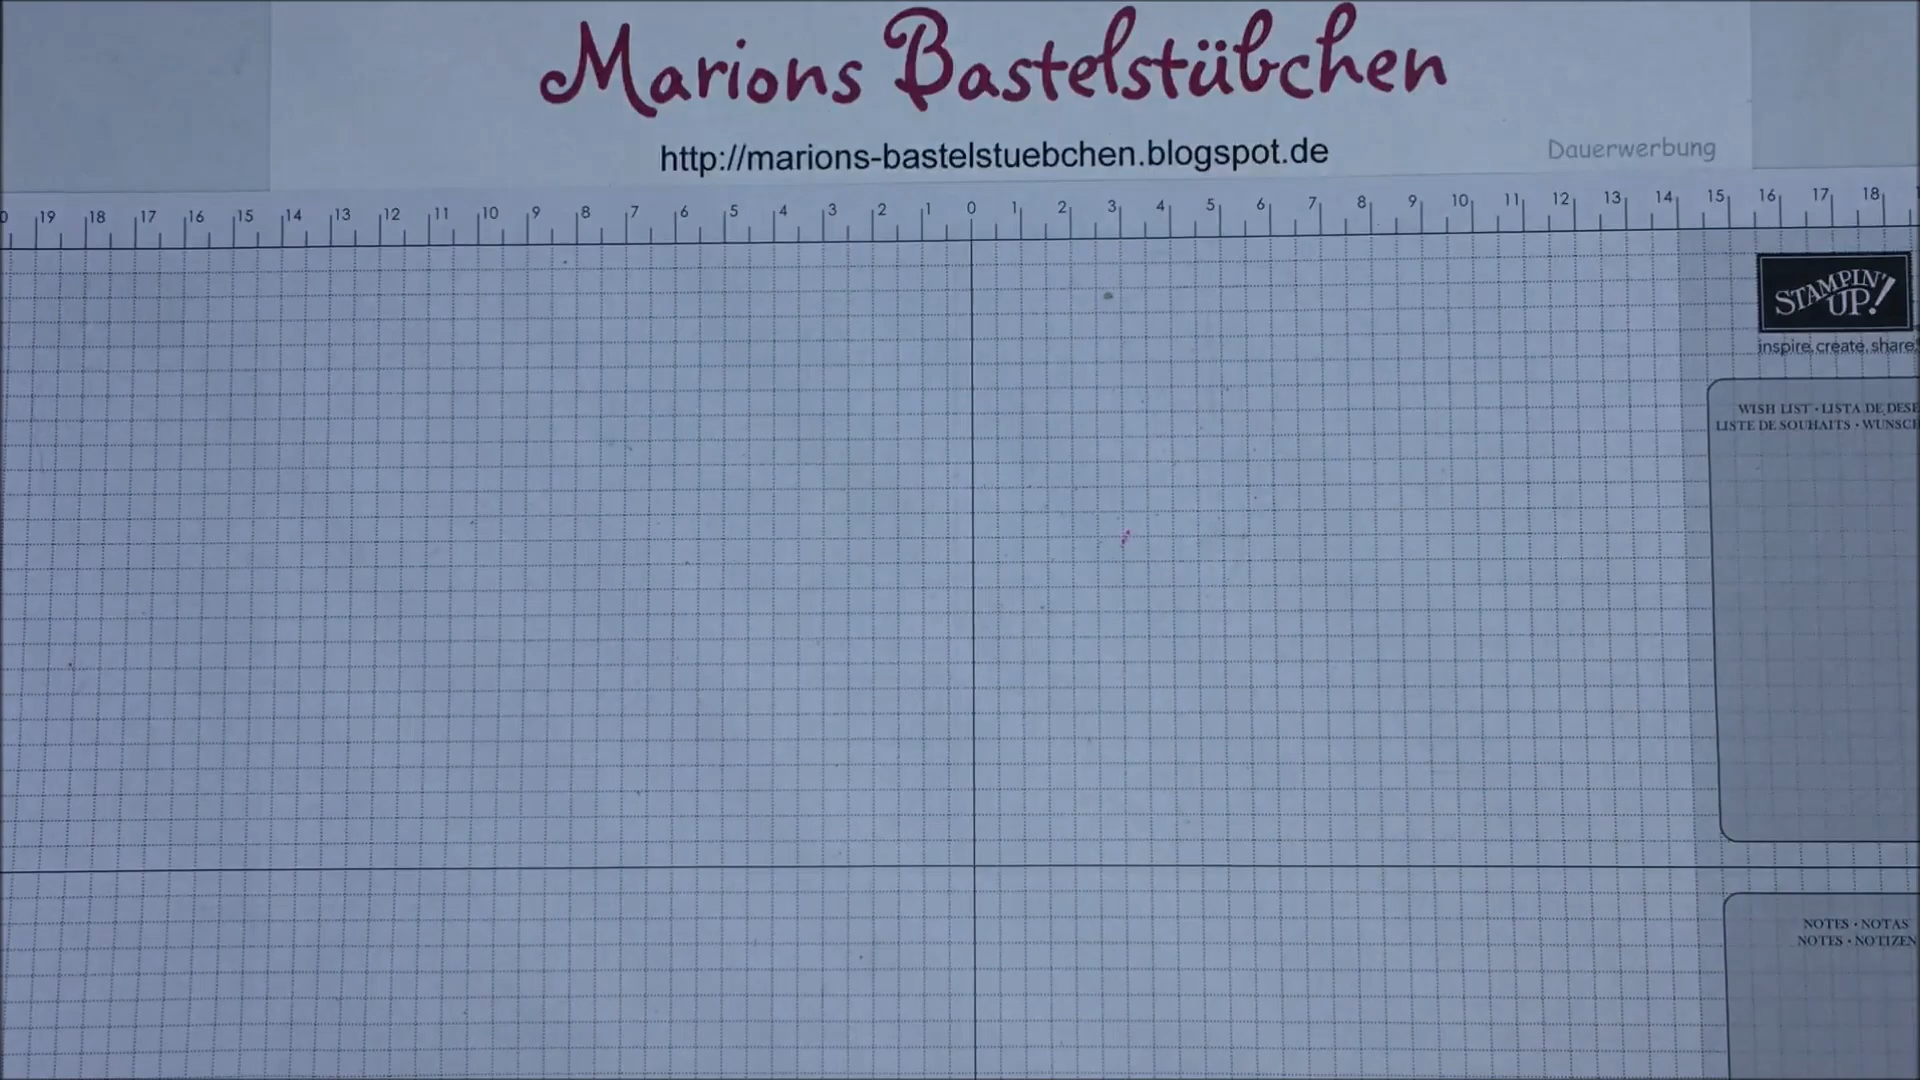 Marions Bastelstübchen
http://marions-bastelstuebchen.blogspot.de
Dauerwerbung
19 18 17 16 15 14 13 12 11 10 9 8 7 6 5 4 3 2 1 0 1 2 3 4 5 6 7 8 9 10 11 12 13 14 15 16 17 18
STAMPIN'
UP!
inspire.create.share.
WISH LIST • LISTA DE
LISTE DE SOUHAITS •
NOTES • NOTAS
NOTES • NOTIZEN